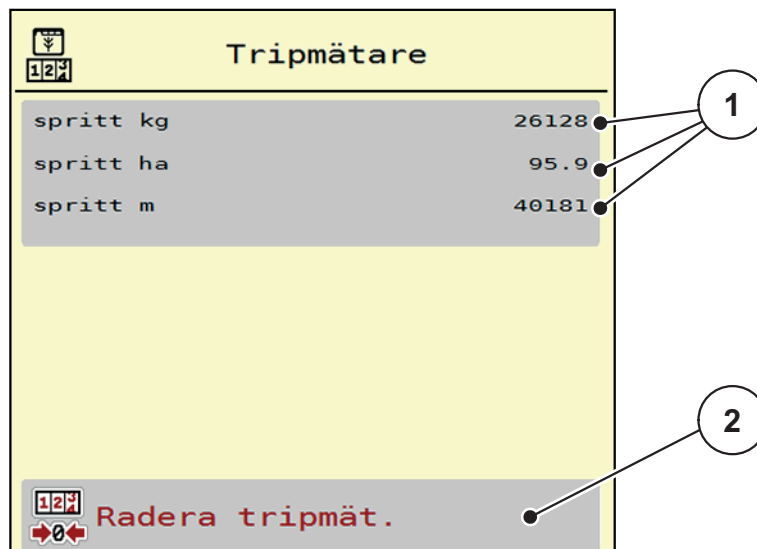 Tripmätare
spritt kg 26128
spritt ha 95.9
spritt m 40181
Radera tripmät.
1
2